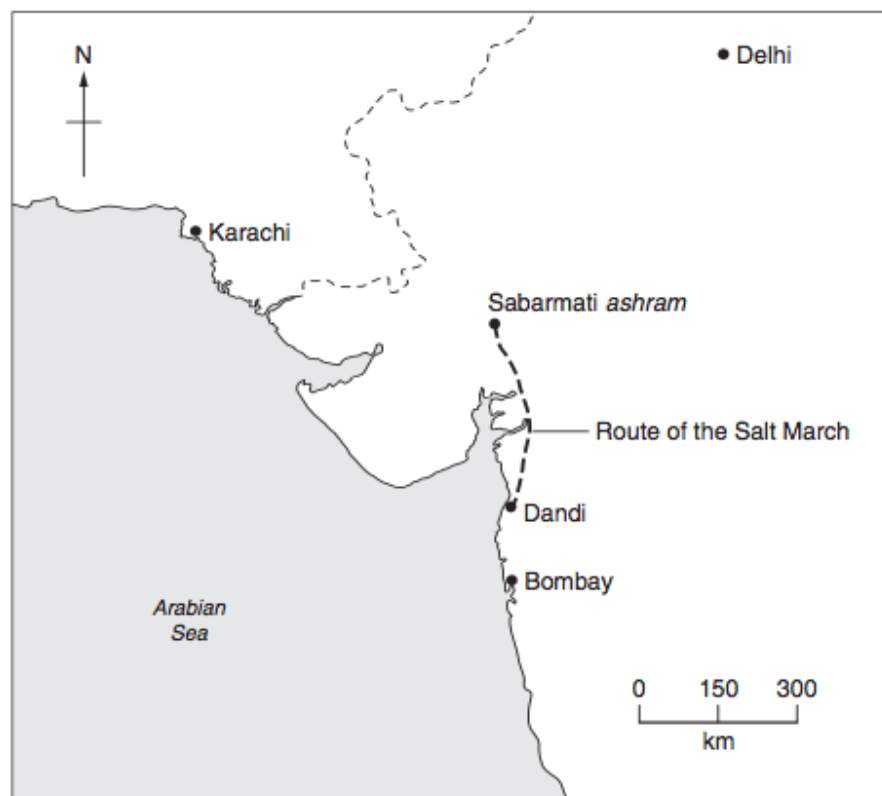 N
Delhi
Karachi
Sabarmati ashram
Route of the Salt March
Dandi
Bombay
Arabian
Sea
0 150 300
km